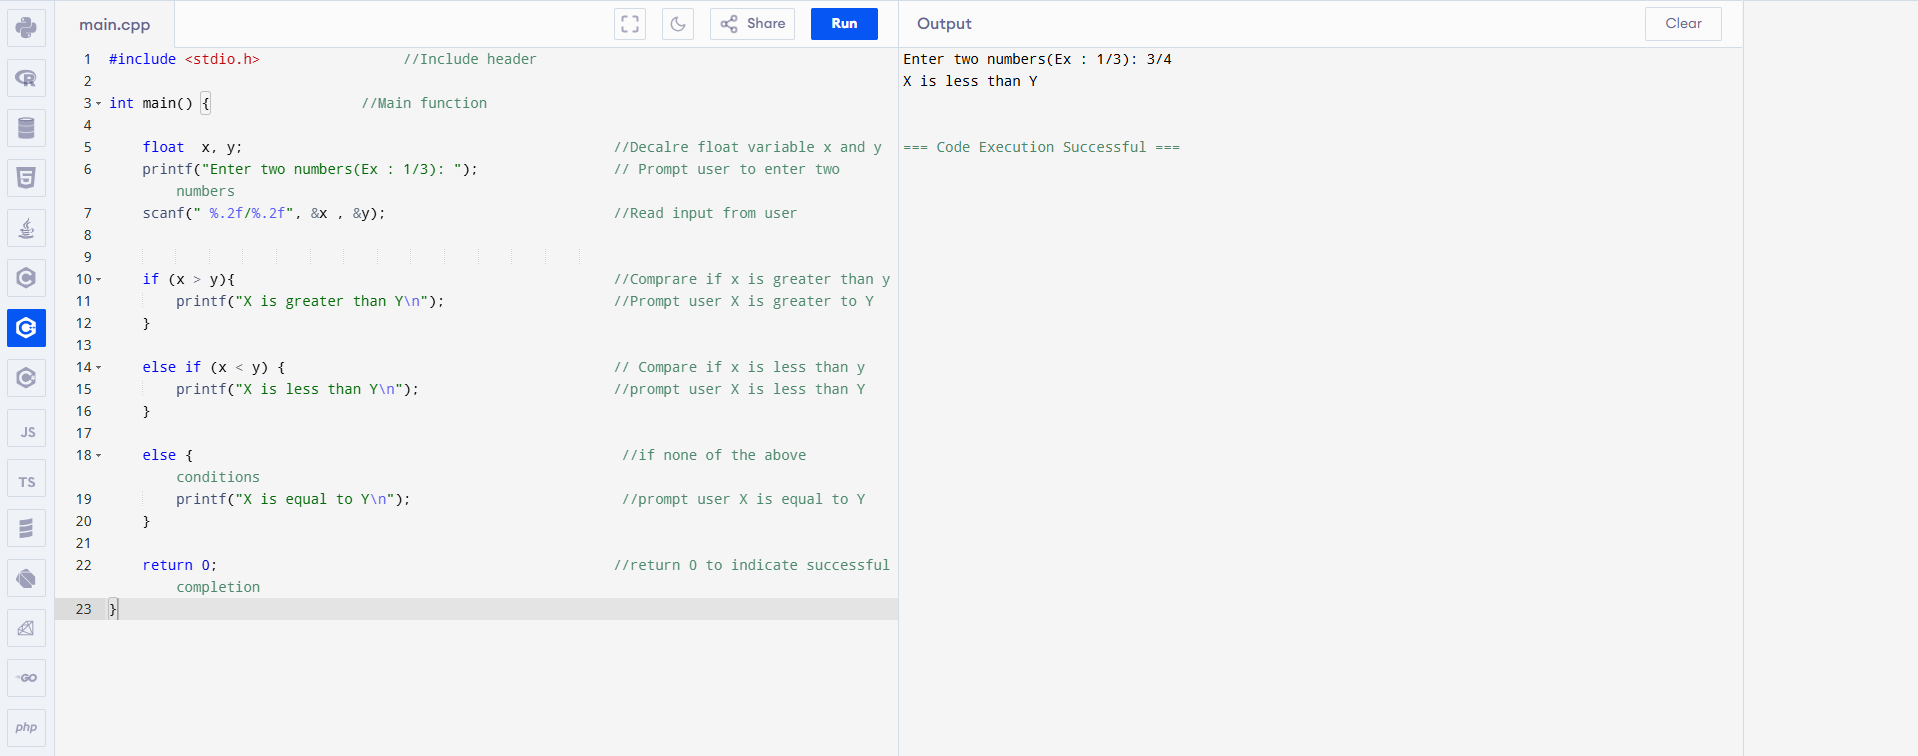 main.cpp
Share
Run
Output
Clear
1 #include <stdio.h> //Include header
2
3 int main() { //Main function
4
5 float  x, y; //Decalre float variable x and y
6 printf("Enter two numbers(Ex : 1/3): "); // Prompt user to enter two
numbers
7 scanf(" %.2f/%.2f", &x , &y); //Read input from user
8
9
10 if (x > y){ //Comprare if x is greater than y
11 printf("X is greater than Y\n"); //Prompt user X is greater to Y
12 }
13
14 else if (x < y) { // Compare if x is less than y
15 printf("X is less than Y\n"); //prompt user X is less than Y
16 }
17
18 else { //if none of the above
conditions
19 printf("X is equal to Y\n"); //prompt user X is equal to Y
20 }
21
22 return 0; //return 0 to indicate successful
completion
23 }
Enter two numbers(Ex : 1/3): 3/4
X is less than Y
=== Code Execution Successful ===
R
JS
TS
GO
php